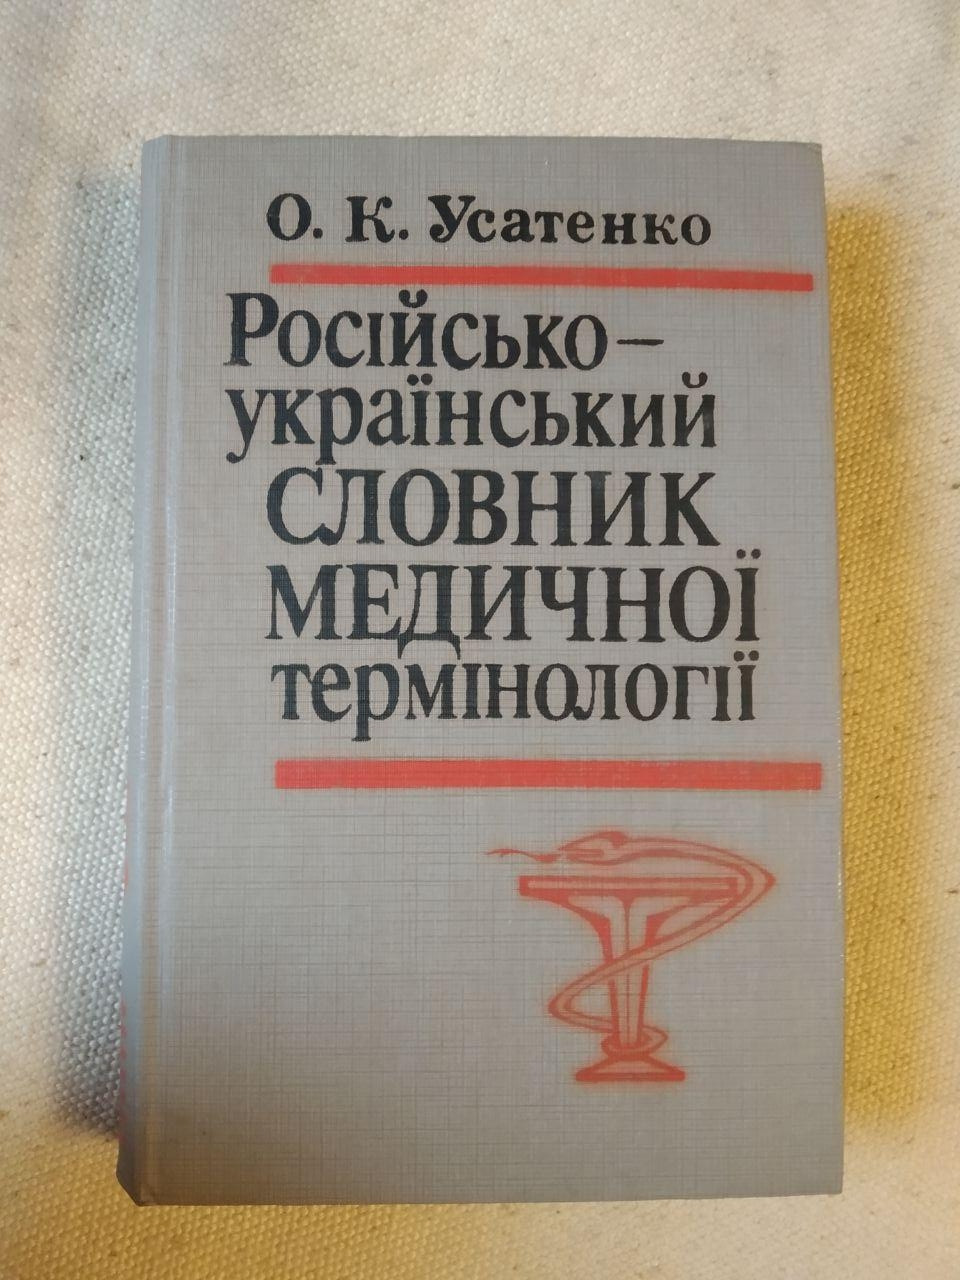 О. К. Усатенко
Російсько-
український
СЛОВНИК
МЕДИЧНОЇ
термінології